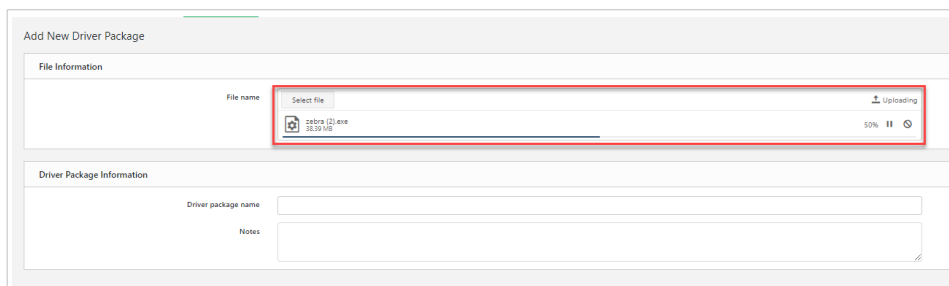 Add New Driver Package
File Information
File name
Select file
Uploading
zebra (2).exe
38.39 MB
50%
Driver Package Information
Driver package name
Notes